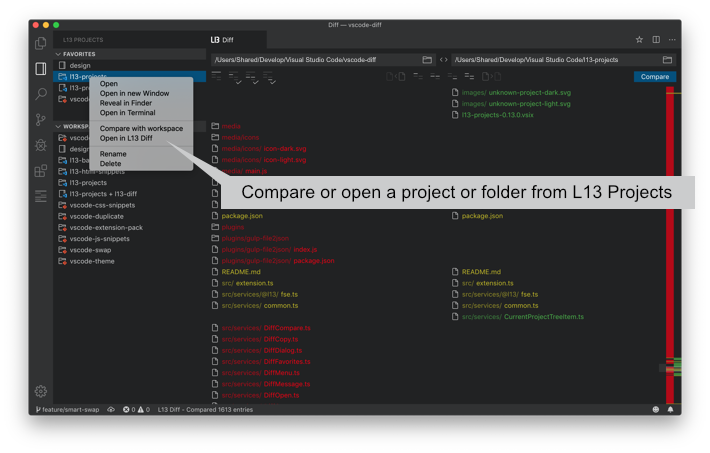 Diff — vscode-diff
L13 PROJECTS
L13 Diff
FAVORITES
/Users/Shared/Develop/Visual Studio Code/vscode-diff
/Users/Shared/Develop/Visual Studio Code/l13-projects
design
l13-projects
Compare
l13-pr
vscode
Open
Open in new Window
Reveal in Finder
Open in Terminal
Compare with workspace
Open in L13 Diff
Rename
Delete
images/ unknown-project-dark.svg
images/ unknown-project-light.svg
l13-projects-0.13.0.vsix
WORKSP
vscod
design
l13-ba
l13-html-snippets
l13-projects
l13-projects + l13-diff
vscode-css-snippets
vscode-duplicate
vscode-extension-pack
vscode-js-snippets
vscode-swap
vscode-theme
media
media/icons
media/icons/ icon-dark.svg
media/icons/ icon-light.svg
media/ main.js
Compare or open a project or folder from L13 Projects
package.json
package.json
plugins
plugins/gulp-file2json
plugins/gulp-file2json/ index.js
plugins/gulp-file2json/ package.json
README.md
README.md
src/ extension.ts
src/ extension.ts
src/services/@l13/ fse.ts
src/services/@l13/ fse.ts
src/services/ common.ts
src/services/ common.ts
src/services/ CurrentProjectTreeItem.ts
src/services/ DiffCompare.ts
src/services/ DiffCopy.ts
src/services/ DiffDialog.ts
src/services/ DiffFavorites.ts
src/services/ DiffMenu.ts
src/services/ DiffMessage.ts
src/services/ DiffOpen.ts
feature/smart-swap
0
0
L13 Diff - Compared 1613 entries